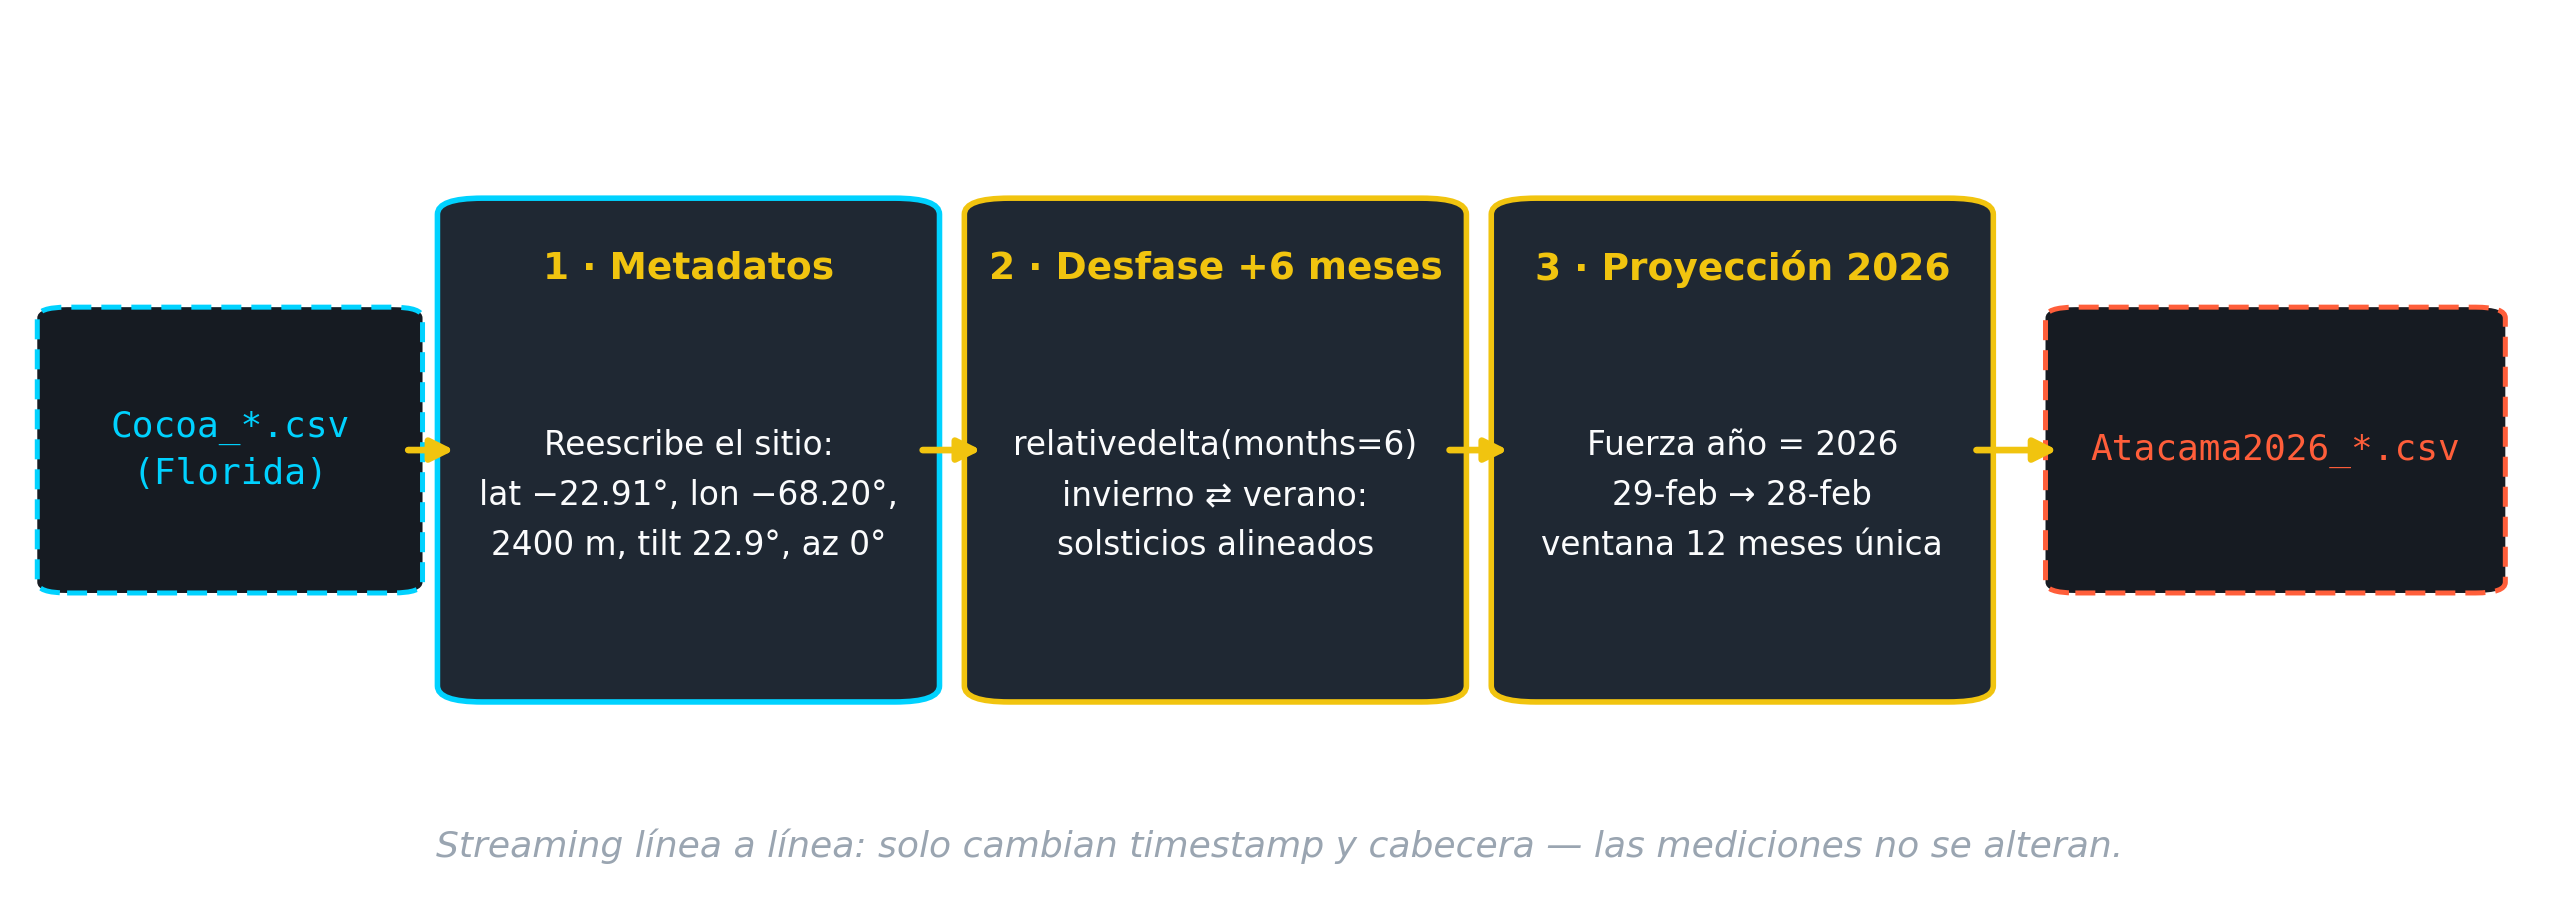 Cocoa_*.csv
(Florida)
1 · Metadatos
Reescribe el sitio:
lat −22.91°, lon −68.20°,
2400 m, tilt 22.9°, az 0°
2 · Desfase +6 meses
relativedelta(months=6)
invierno ⇄ verano:
solsticios alineados
3 · Proyección 2026
Fuerza año = 2026
29-feb → 28-feb
ventana 12 meses única
Atacama2026_*.csv
Streaming línea a línea: solo cambian timestamp y cabecera — las mediciones no se alteran.